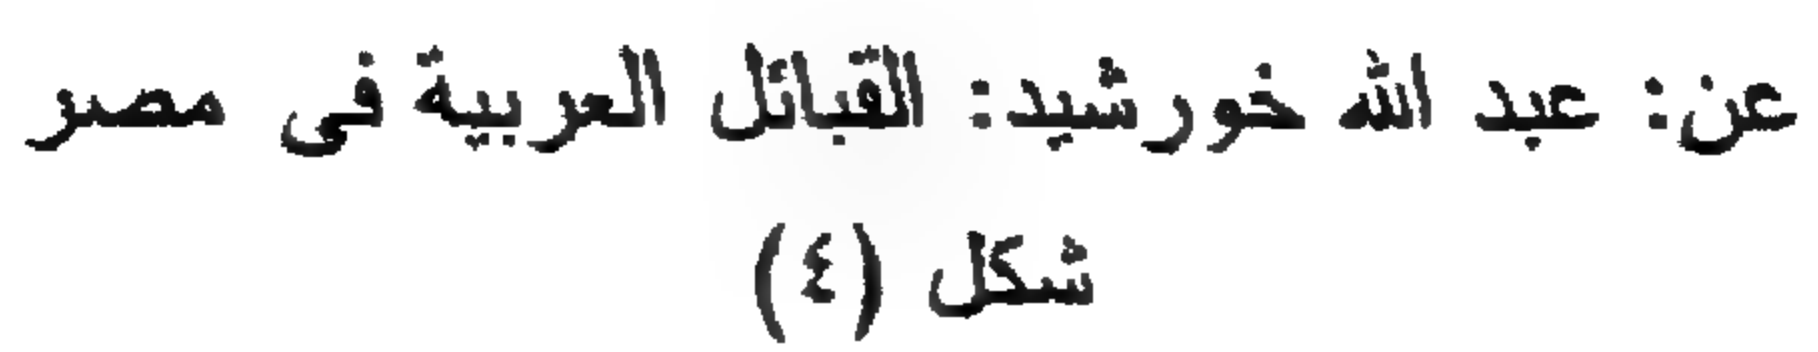 عن: عبد الله خورشيد: القبائل العربية فى مصر
شكل (٤)